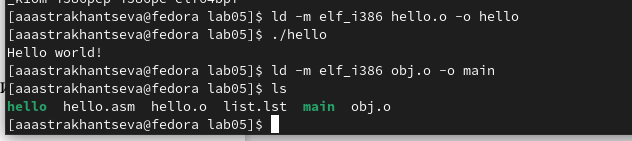 [aaastrakhantseva@fedora lab05]$ ld -m elf_i386 hello.o -o hello
[aaastrakhantseva@fedora lab05]$ ./hello
Hello world!
[aaastrakhantseva@fedora lab05]$ ld -m elf_i386 obj.o -o main
[aaastrakhantseva@fedora lab05]$ ls
hello hello.asm hello.o list.lst main obj.o
[aaastrakhantseva@fedora lab05]$